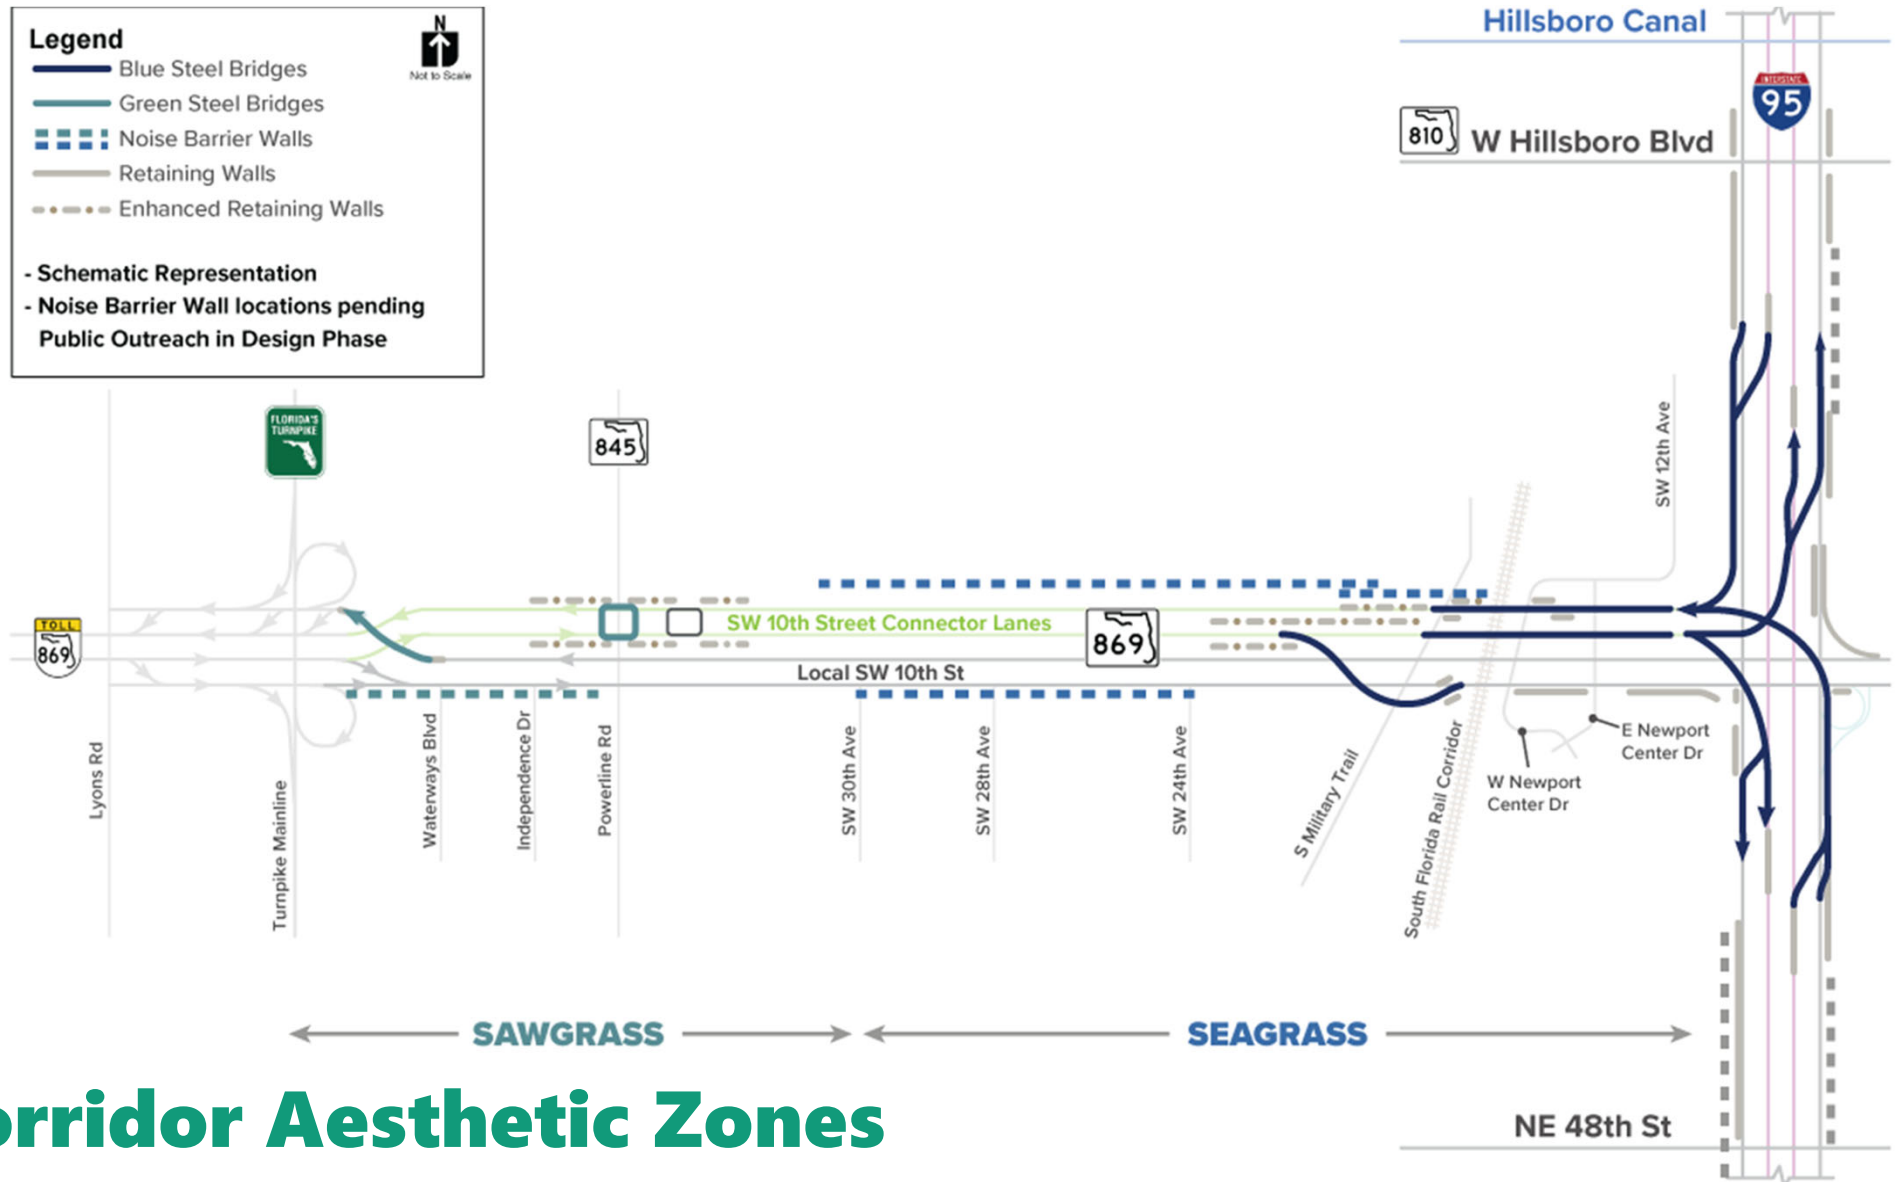 Legend
N
Not to Scale
Blue Steel Bridges
Green Steel Bridges
Noise Barrier Walls
Retaining Walls
Enhanced Retaining Walls
- Schematic Representation
- Noise Barrier Wall locations pending
Public Outreach in Design Phase
Hillsboro Canal
INTERSTATE
95
810
W Hillsboro Blvd
FLORIDA'S
TURNPIKE
845
SW 12th Ave
TOLL
869
SW 10th Street Connector Lanes
869
Local SW 10th St
Lyons Rd
Turnpike Mainline
Waterways Blvd
Independence Dr
Powerline Rd
SW 30th Ave
SW 28th Ave
SW 24th Ave
S Military Trail
South Florida Rail Corridor
W Newport
Center Dr
E Newport
Center Dr
SAWGRASS
SEAGRASS
orridor Aesthetic Zones
NE 48th St